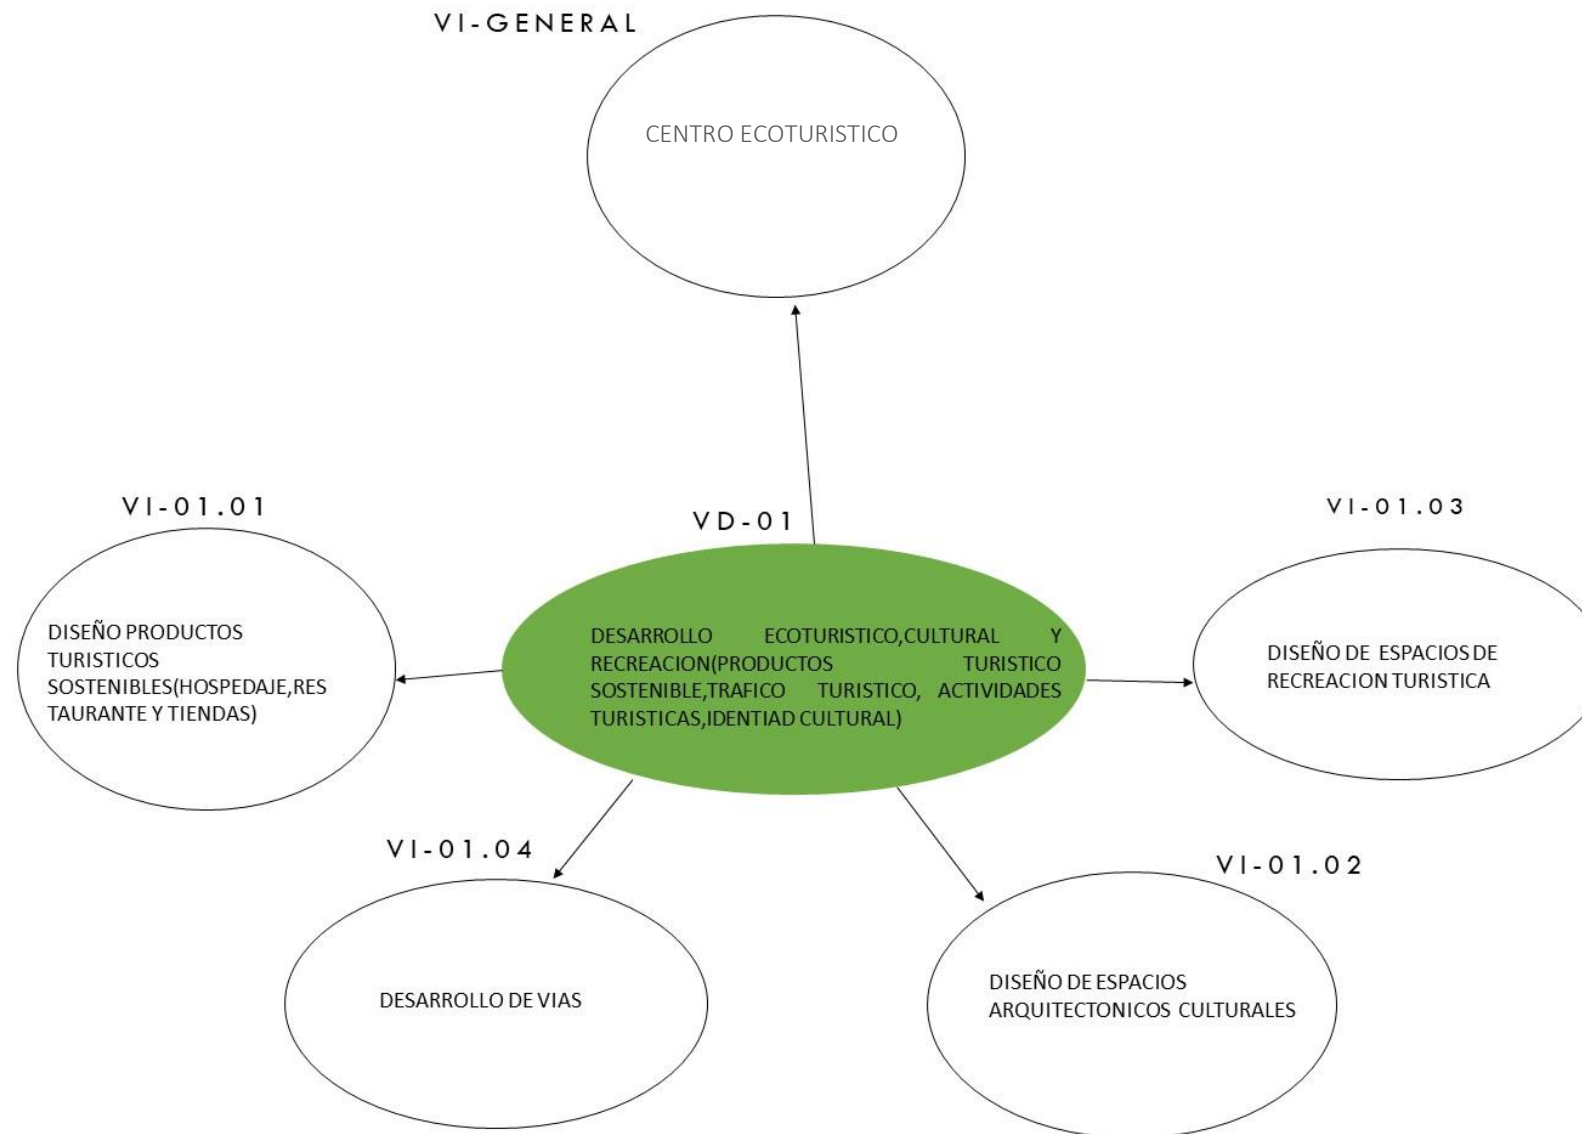 VI-GENERAL
CENTRO ECOTURISTICO
VI-01.01
DISEÑO PRODUCTOS
TURISTICOS
SOSTENIBLES(HOSPEDAJE,RES
TAURANTE Y TIENDAS)
VD-01
DESARROLLO ECOTURISTICO,CULTURAL Y
RECREACION(PRODUCTOS TURISTICO
SOSTENIBLE,TRAFICO TURISTICO, ACTIVIDADES
TURISTICAS,IDENTIAD CULTURAL)
VI-01.03
DISEÑO DE ESPACIOS DE
RECREACION TURISTICA
VI-01.04
DESARROLLO DE VIAS
VI-01.02
DISEÑO DE ESPACIOS
ARQUITECTONICOS CULTURALES